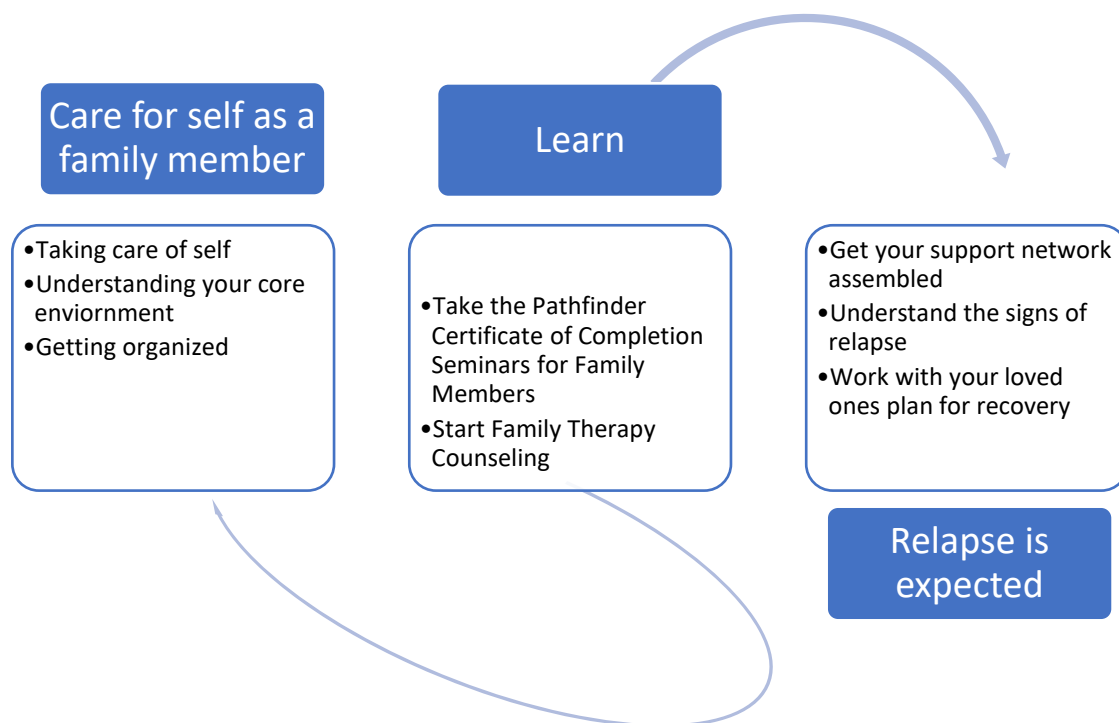 Care for self as a
family member
•Taking care of self
•Understanding your core
enviornment
•Getting organized
Learn
•Take the Pathfinder
Certificate of Completion
Seminars for Family
Members
•Start Family Therapy
Counseling
•Get your support network
assembled
•Understand the signs of
relapse
•Work with your loved
ones plan for recovery
Relapse is
expected